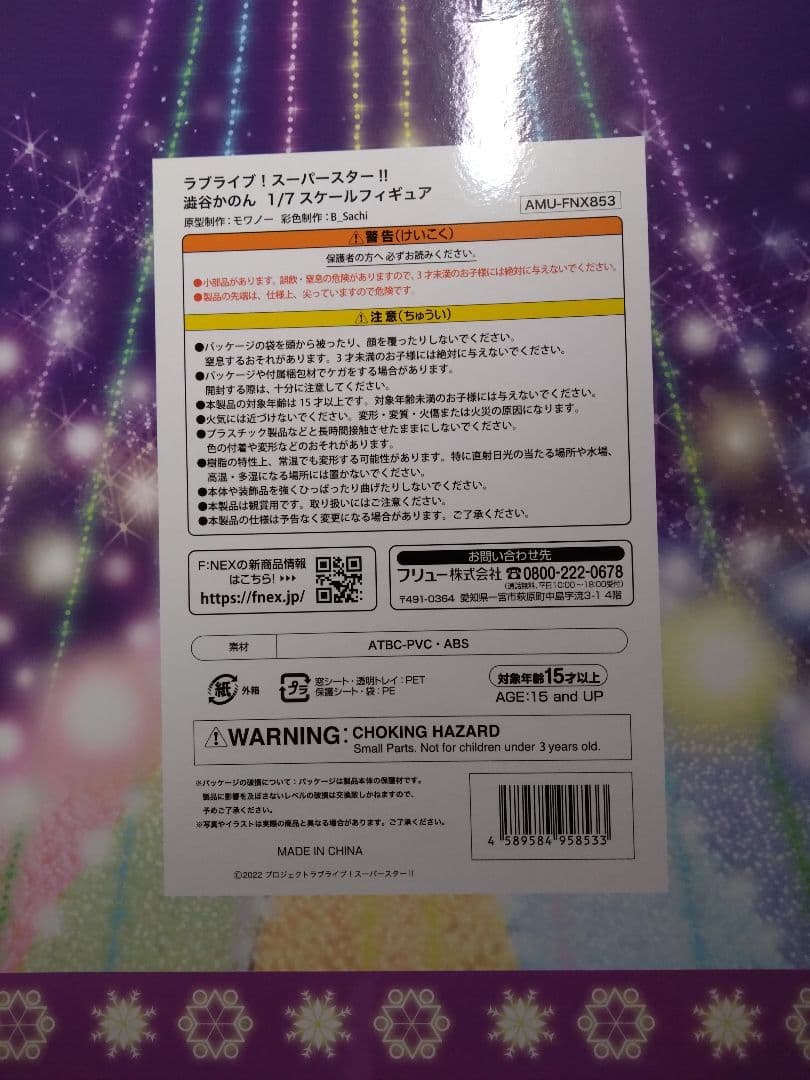 ラブライブ！スーパースター!!
澁谷かのん 1/7 スケールフィギュア
原型制作：モワノー 彩色制作：B_Sachi
AMU-FNX853
⚠警告(けいこく)
保護者の方へ 必ずお読みください。
●小部品があります。誤飲・窒息の危険がありますので、3才未満のお子様には絶対に与えないでください。
●製品の先端は、仕様上、尖っていますので危険です。
⚠注意(ちゅうい)
●パッケージの袋を頭から被ったり、顔を覆ったりしないでください。
窒息するおそれがあります。3才未満のお子様には絶対に与えないでください。
●パッケージや付属梱包材でケガをする場合があります。
開封する際は、十分に注意してください。
●本製品の対象年齢は15才以上です。対象年齢未満のお子様には与えないでください。
●火気には近づけないでください。変形・変質・火傷または火災の原因になります。
●プラスチック製品などと長時間接触させたままにしないでください。
色の付着や変形などのおそれがあります。
●樹脂の特性上、常温でも変形する可能性があります。特に直射日光の当たる場所や水場、
高温・多湿になる場所には置かないでください。
●本体や装飾品を強くひっぱったり曲げたりしないでください。
●本製品は観賞用です。取り扱いにはご注意ください。
●本製品の仕様は予告なく変更になる場合があります。ご了承ください。
F:NEXの新商品情報
はこちら!▶▶▶
https://fnex.jp/
お問い合わせ先
フリュー株式会社 ☎0800-222-0678
(通話無料、平日10:00～18:00受付)
〒491-0364 愛知県一宮市萩原町中島字流3-1 4階
素材 ATBC-PVC・ABS
紙 外箱
プラ 窓シート・透明トレイ：PET
保護シート・袋：PE
対象年齢15才以上
AGE:15 and UP
⚠WARNING: CHOKING HAZARD
Small Parts. Not for children under 3 years old.
※パッケージの破損について：パッケージは製品本体の保護材です。
製品に影響を及ぼさないレベルの破損は交換致しかねますので、
予めご了承ください。
※写真やイラストは実際の商品と異なる場合があります。ご了承ください。
4 589584 958533
MADE IN CHINA
©2022 プロジェクトラブライブ！スーパースター!!